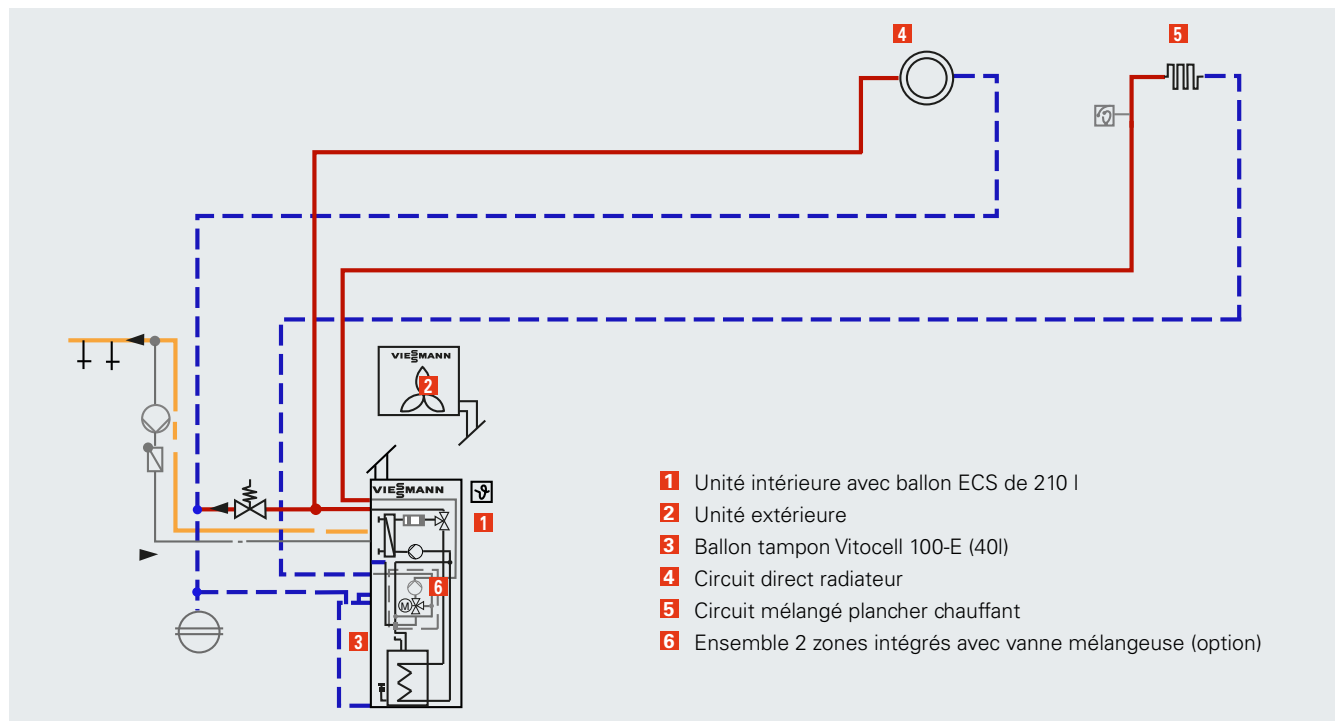 4
5
VIESMANN
2
VIESMANN
ϑ
1
6
M
3
1 Unité intérieure avec ballon ECS de 210 l
2 Unité extérieure
3 Ballon tampon Vitocell 100-E (40l)
4 Circuit direct radiateur
5 Circuit mélangé plancher chauffant
6 Ensemble 2 zones intégrés avec vanne mélangeuse (option)